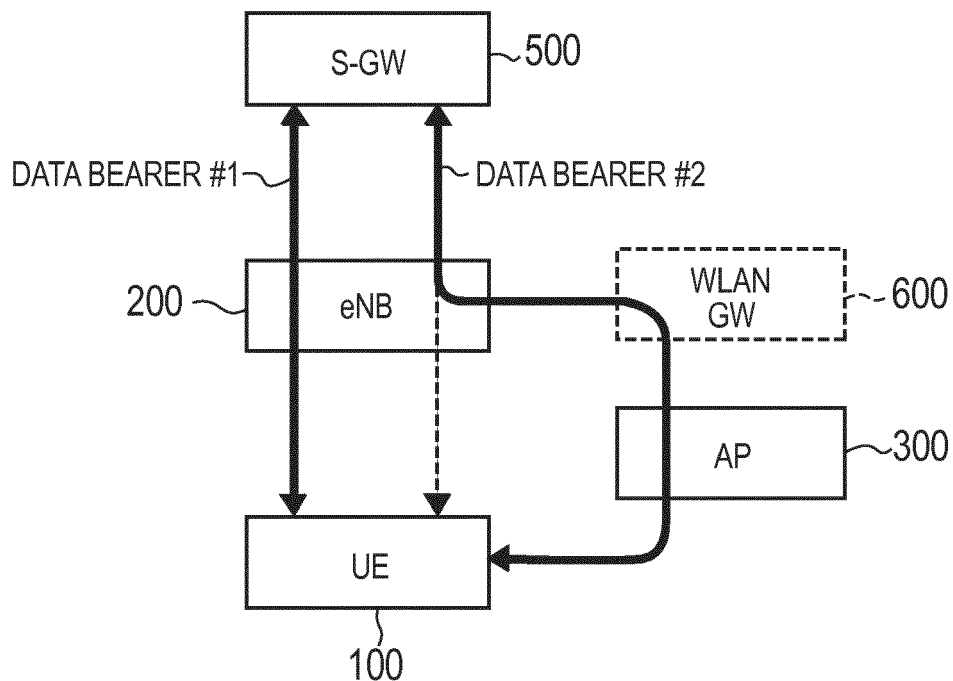 S-GW
500
DATA BEARER #1
DATA BEARER #2
200
eNB
WLAN
GW
600
AP
300
UE
100